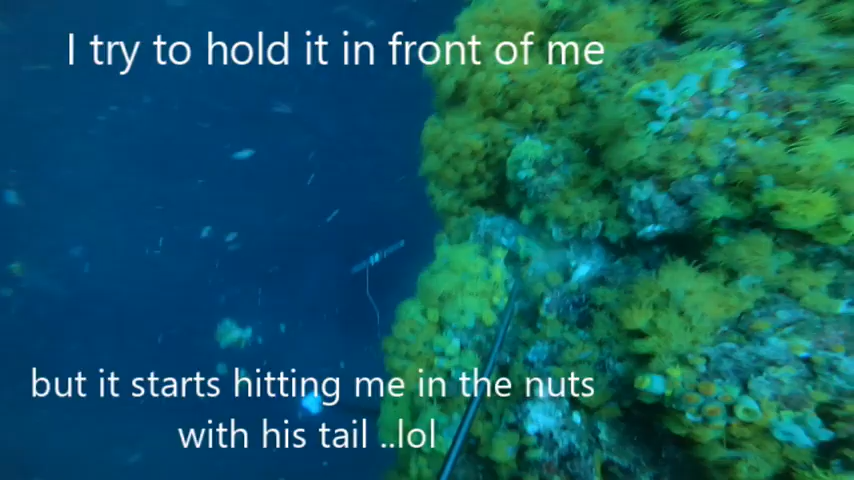 I try to hold it in front of me
but it starts hitting me in the nuts
with his tail ..lol